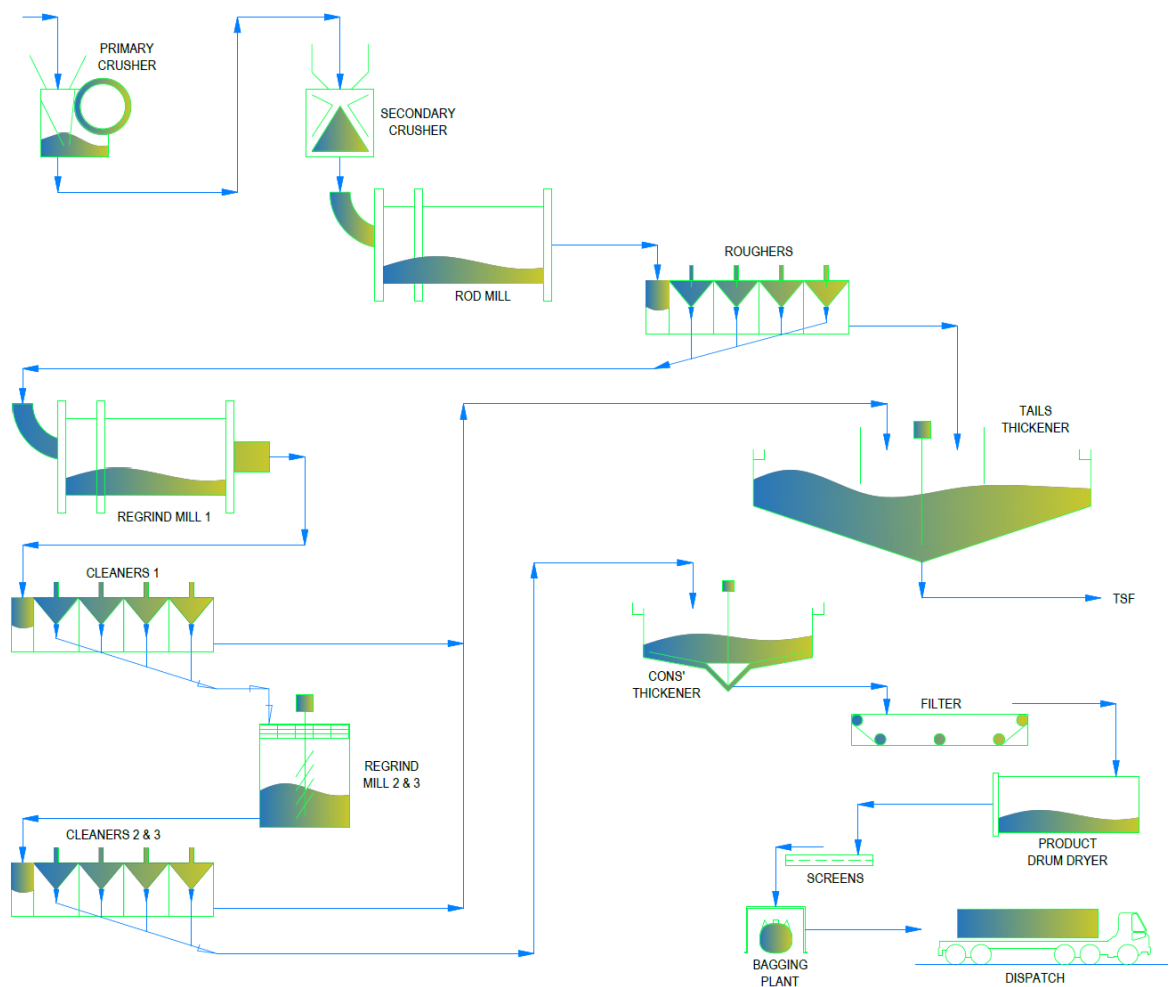 PRIMARY
CRUSHER
SECONDARY
CRUSHER
ROD MILL
ROUGHERS
TAILS
THICKENER
REGRIND MILL 1
CLEANERS 1
TSF
CONS'
THICKENER
FILTER
REGRIND
MILL 2 & 3
CLEANERS 2 & 3
PRODUCT
DRUM DRYER
SCREENS
BAGGING
PLANT
DISPATCH